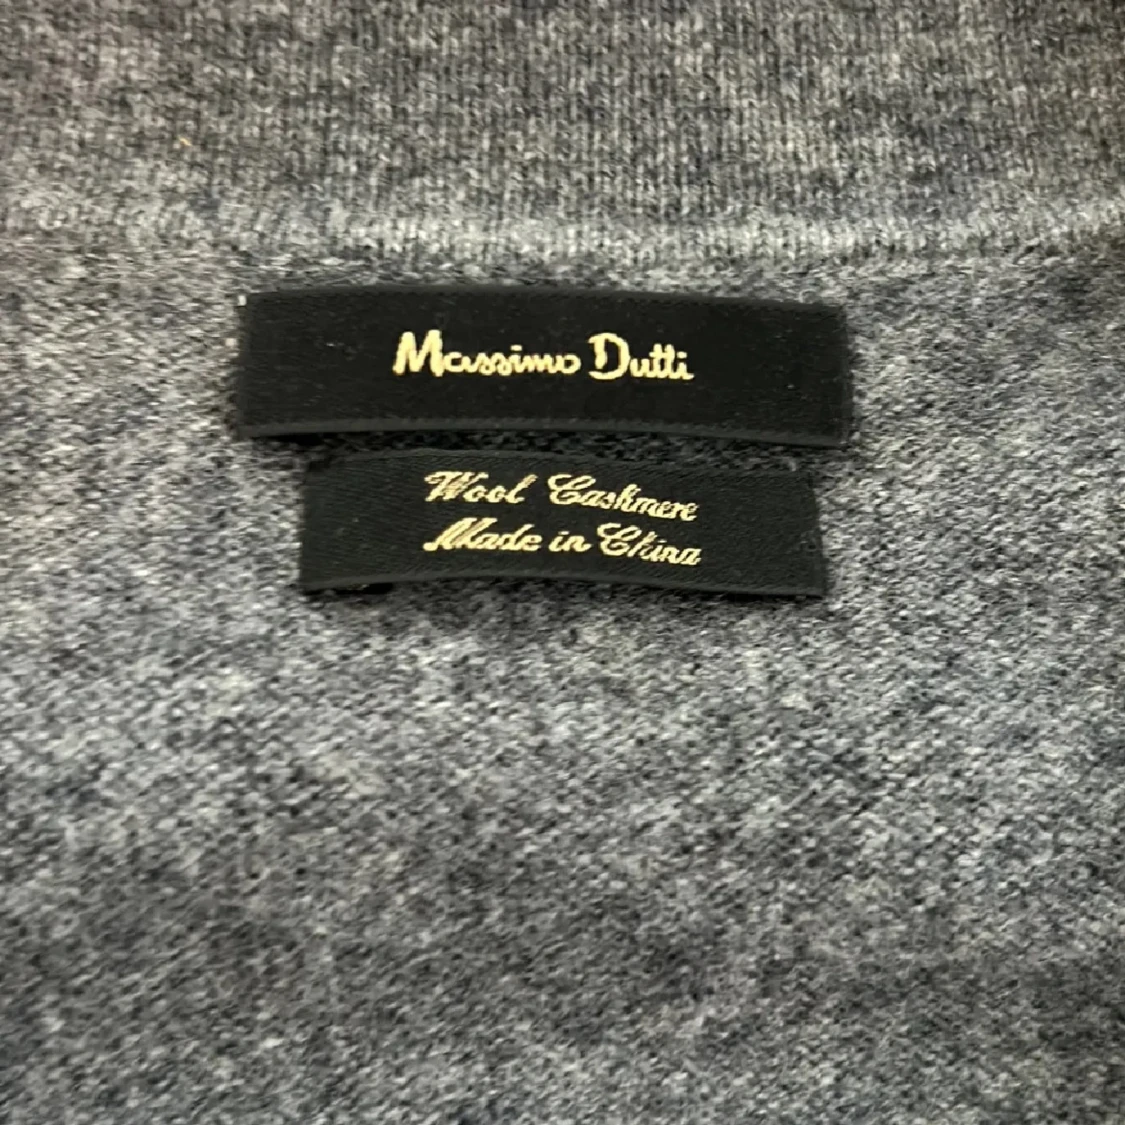 Massimo Dutti
Wool Cashmere
Made in China